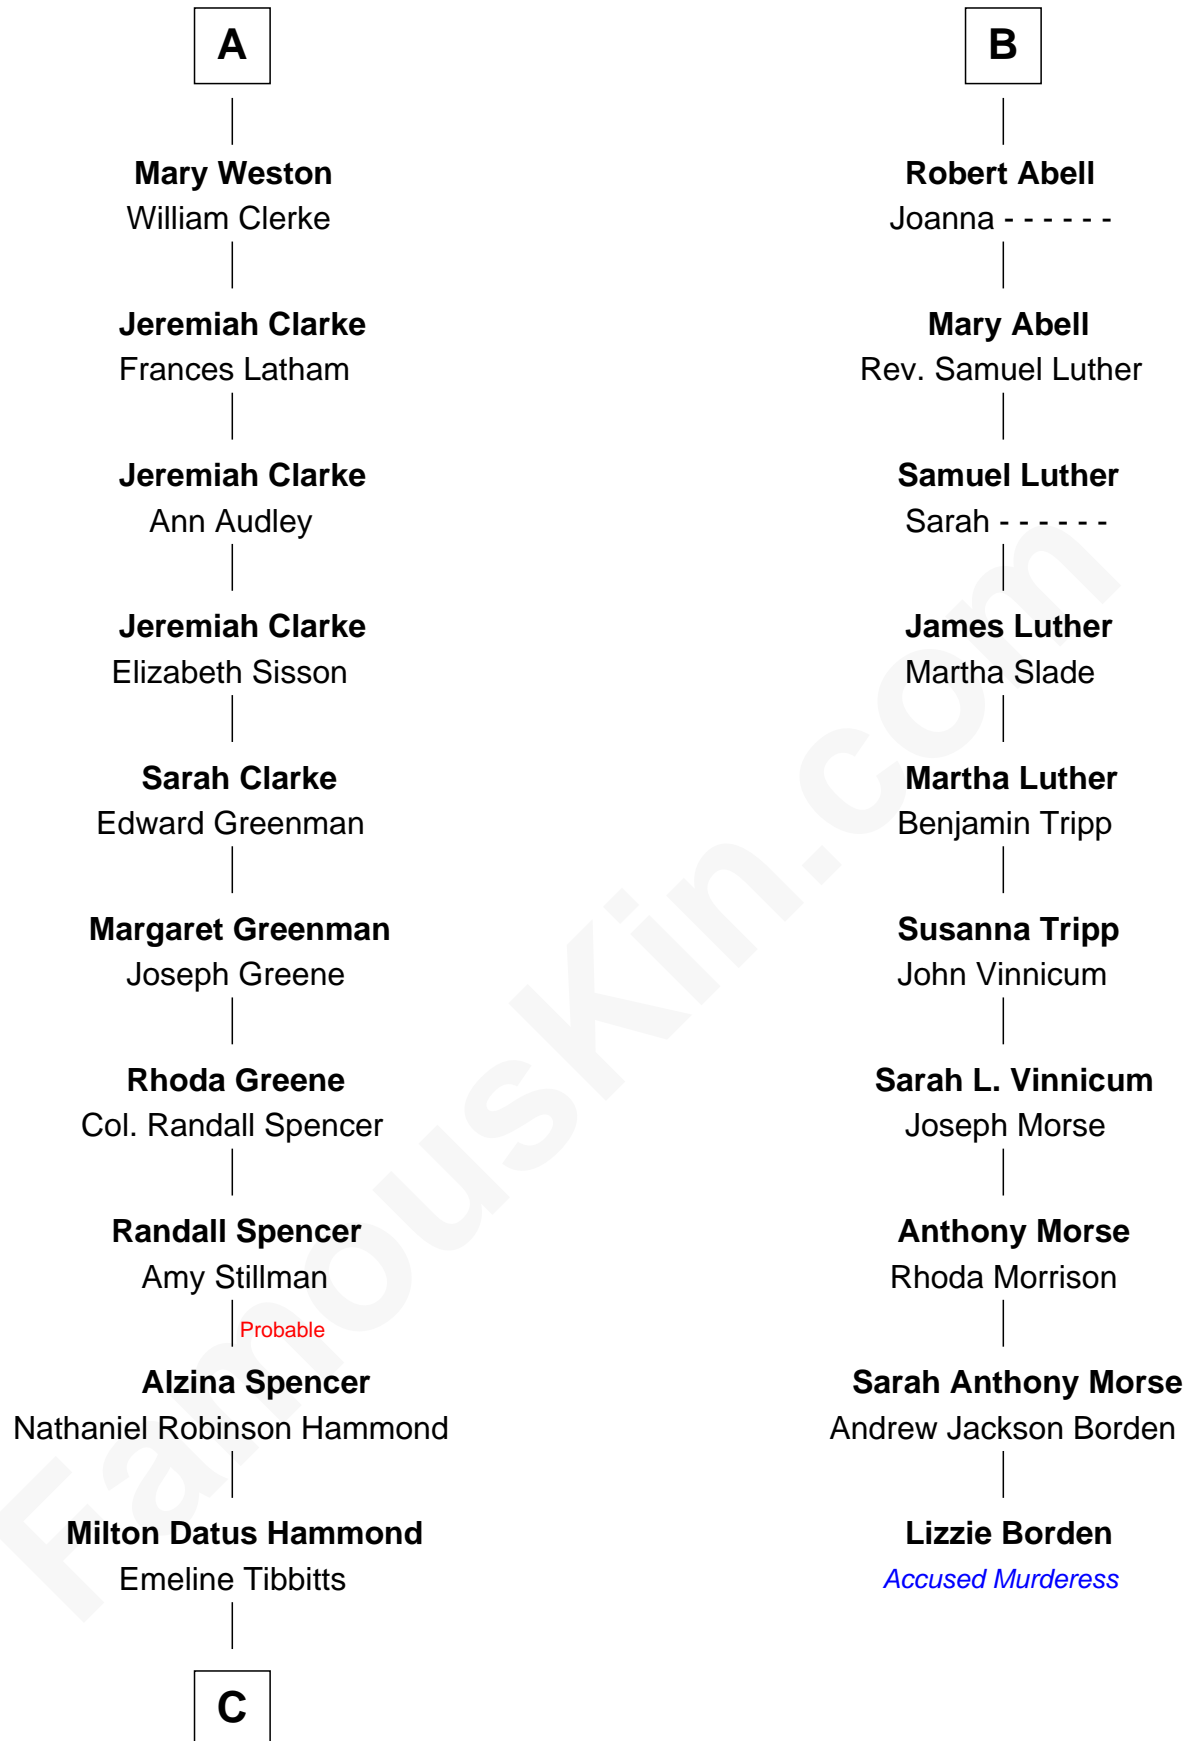 A
Mary Weston
William Clerke
Jeremiah Clarke
Frances Latham
Jeremiah Clarke
Ann Audley
Jeremiah Clarke
Elizabeth Sisson
Sarah Clarke
Edward Greenman
Margaret Greenman
Joseph Greene
Rhoda Greene
Col. Randall Spencer
Randall Spencer
Amy Stillman
Probable
Alzina Spencer
Nathaniel Robinson Hammond
Milton Datus Hammond
Emeline Tibbitts
C
B
Robert Abell
Joanna - - - - - -
Mary Abell
Rev. Samuel Luther
Samuel Luther
Sarah - - - - - -
James Luther
Martha Slade
Martha Luther
Benjamin Tripp
Susanna Tripp
John Vinnicum
Sarah L. Vinnicum
Joseph Morse
Anthony Morse
Rhoda Morrison
Sarah Anthony Morse
Andrew Jackson Borden
Lizzie Borden
Accused Murderess
FamousKin.com